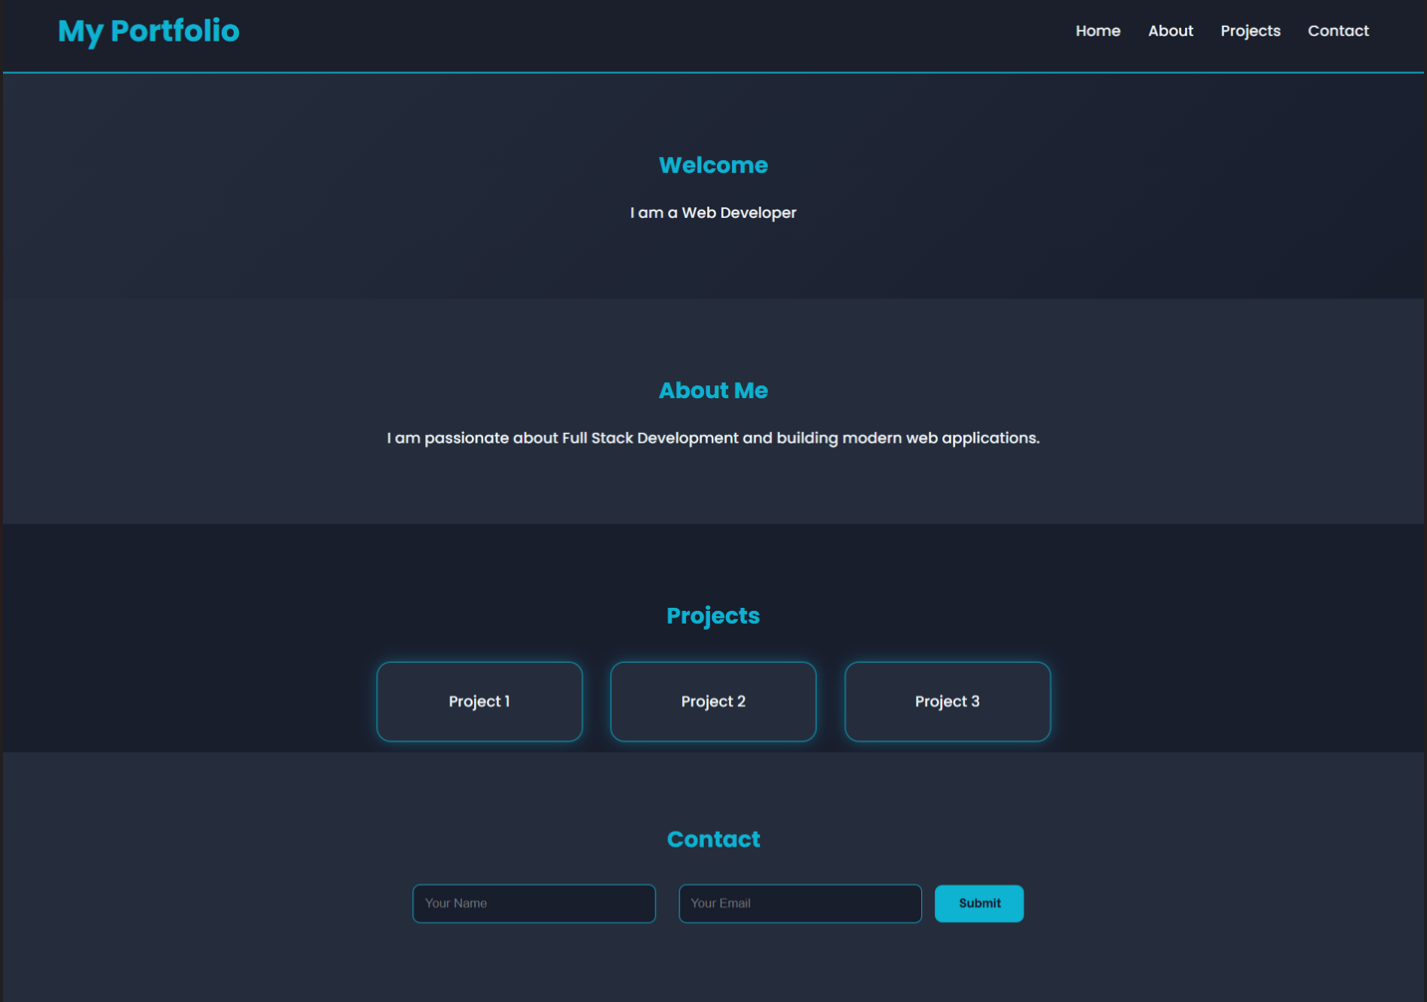 My Portfolio
Home About Projects Contact
Welcome
I am a Web Developer
About Me
I am passionate about Full Stack Development and building modern web applications.
Projects
Project 1 Project 2 Project 3
Contact
Your Name Your Email Submit